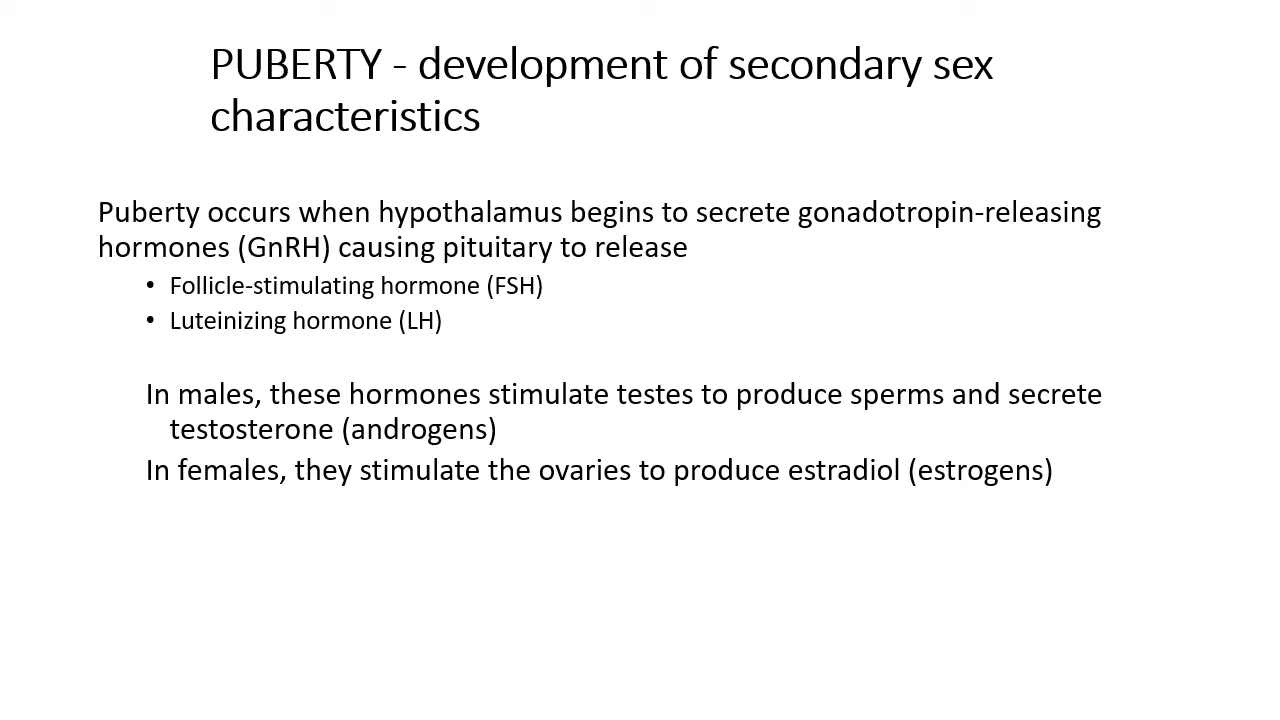 PUBERTY - development of secondary sex
characteristics
Puberty occurs when hypothalamus begins to secrete gonadotropin-releasing
hormones (GnRH) causing pituitary to release
• Follicle-stimulating hormone (FSH)
• Luteinizing hormone (LH)
In males, these hormones stimulate testes to produce sperms and secrete
testosterone (androgens)
In females, they stimulate the ovaries to produce estradiol (estrogens)